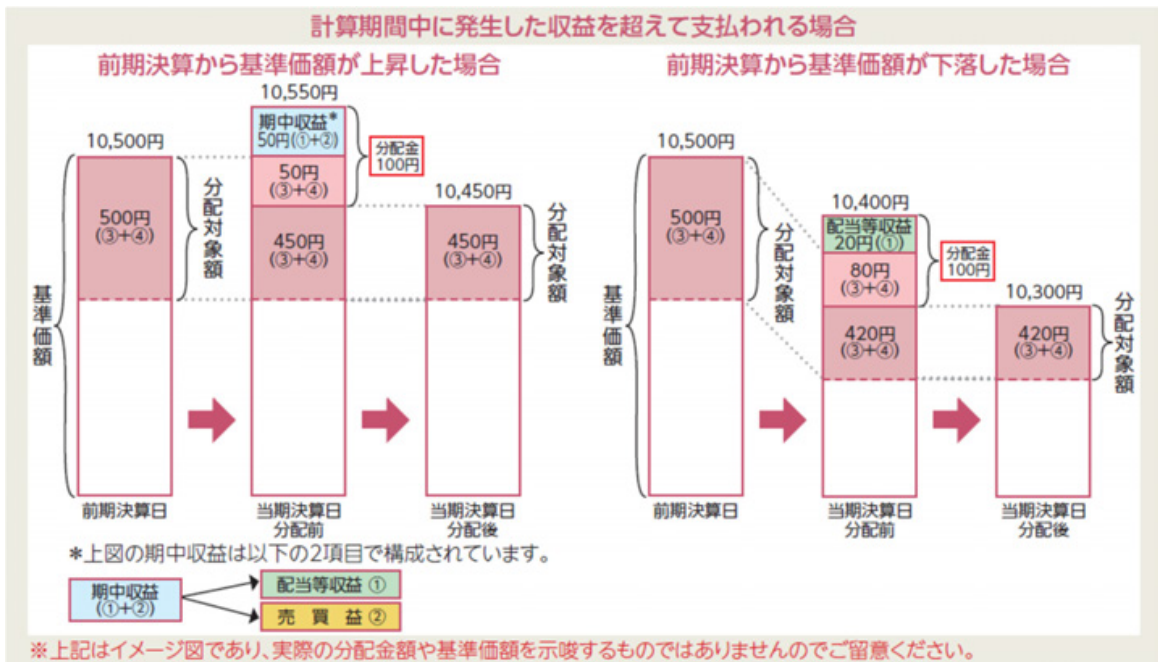 計算期間中に発生した収益を超えて支払われる場合
前期決算から基準価額が上昇した場合
10,500円
500円
(③+④)
分配対象額
基準価額
前期決算日
10,550円
期中収益*
50円(①+②)
50円
(③+④)
450円
(③+④)
分配金
100円
当期決算日
分配前
10,450円
450円
(③+④)
分配対象額
当期決算日
分配後
*上図の期中収益は以下の2項目で構成されています。
期中収益
(①+②)
配当等収益 ①
売 買 益 ②
前期決算から基準価額が下落した場合
10,500円
500円
(③+④)
分配対象額
基準価額
前期決算日
10,400円
配当等収益
20円(①)
80円
(③+④)
420円
(③+④)
分配金
100円
当期決算日
分配前
10,300円
420円
(③+④)
分配対象額
当期決算日
分配後
※上記はイメージ図であり、実際の分配金額や基準価額を示唆するものではありませんのでご留意ください。